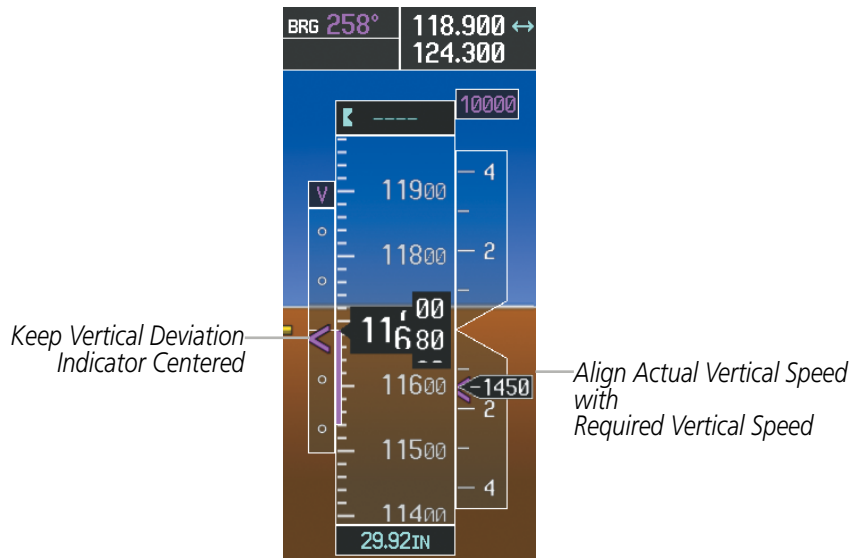 BRG 258° 118.900 ↔
124.300
10000
----
4
V
11900
11800
2
00
116 80
Keep Vertical Deviation
Indicator Centered
11600
-1450
2
Align Actual Vertical Speed
with
Required Vertical Speed
11500
4
11400
29.92IN